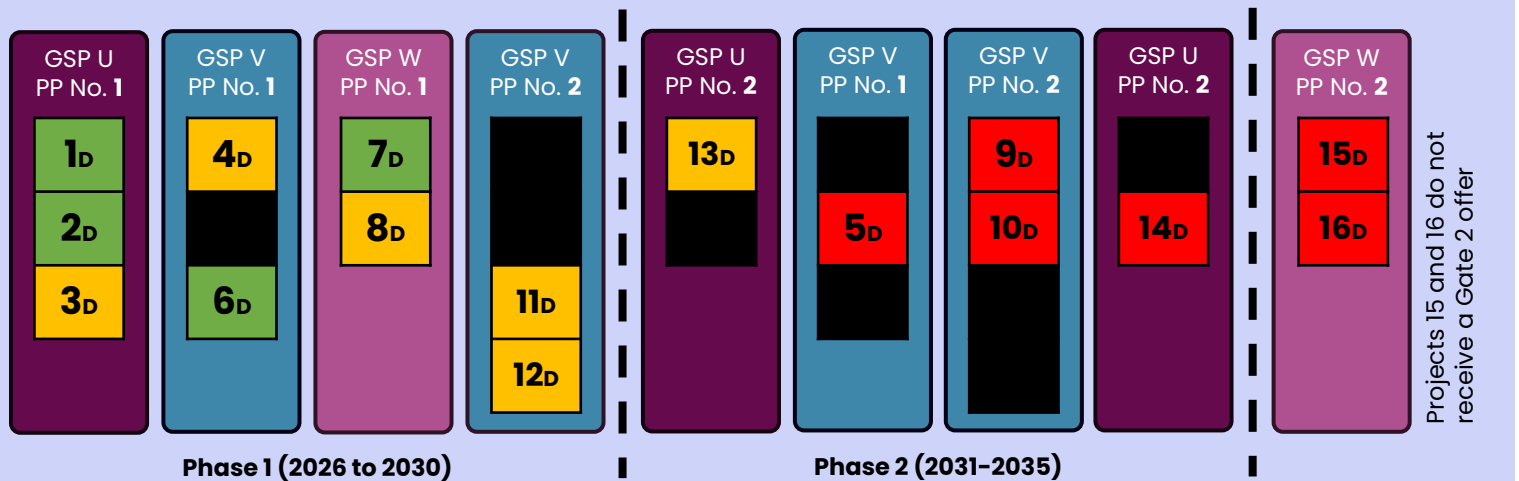 GSP U
PP No. 1
1D
2D
3D
GSP V
PP No. 1
4D
6D
GSP W
PP No. 1
7D
8D
GSP V
PP No. 2
11D
12D
GSP U
PP No. 2
13D
GSP V
PP No. 1
5D
GSP V
PP No. 2
9D
10D
GSP U
PP No. 2
14D
GSP W
PP No. 2
15D
16D
Projects 15 and 16 do not
receive a Gate 2 offer
Phase 1 (2026 to 2030)
Phase 2 (2031-2035)